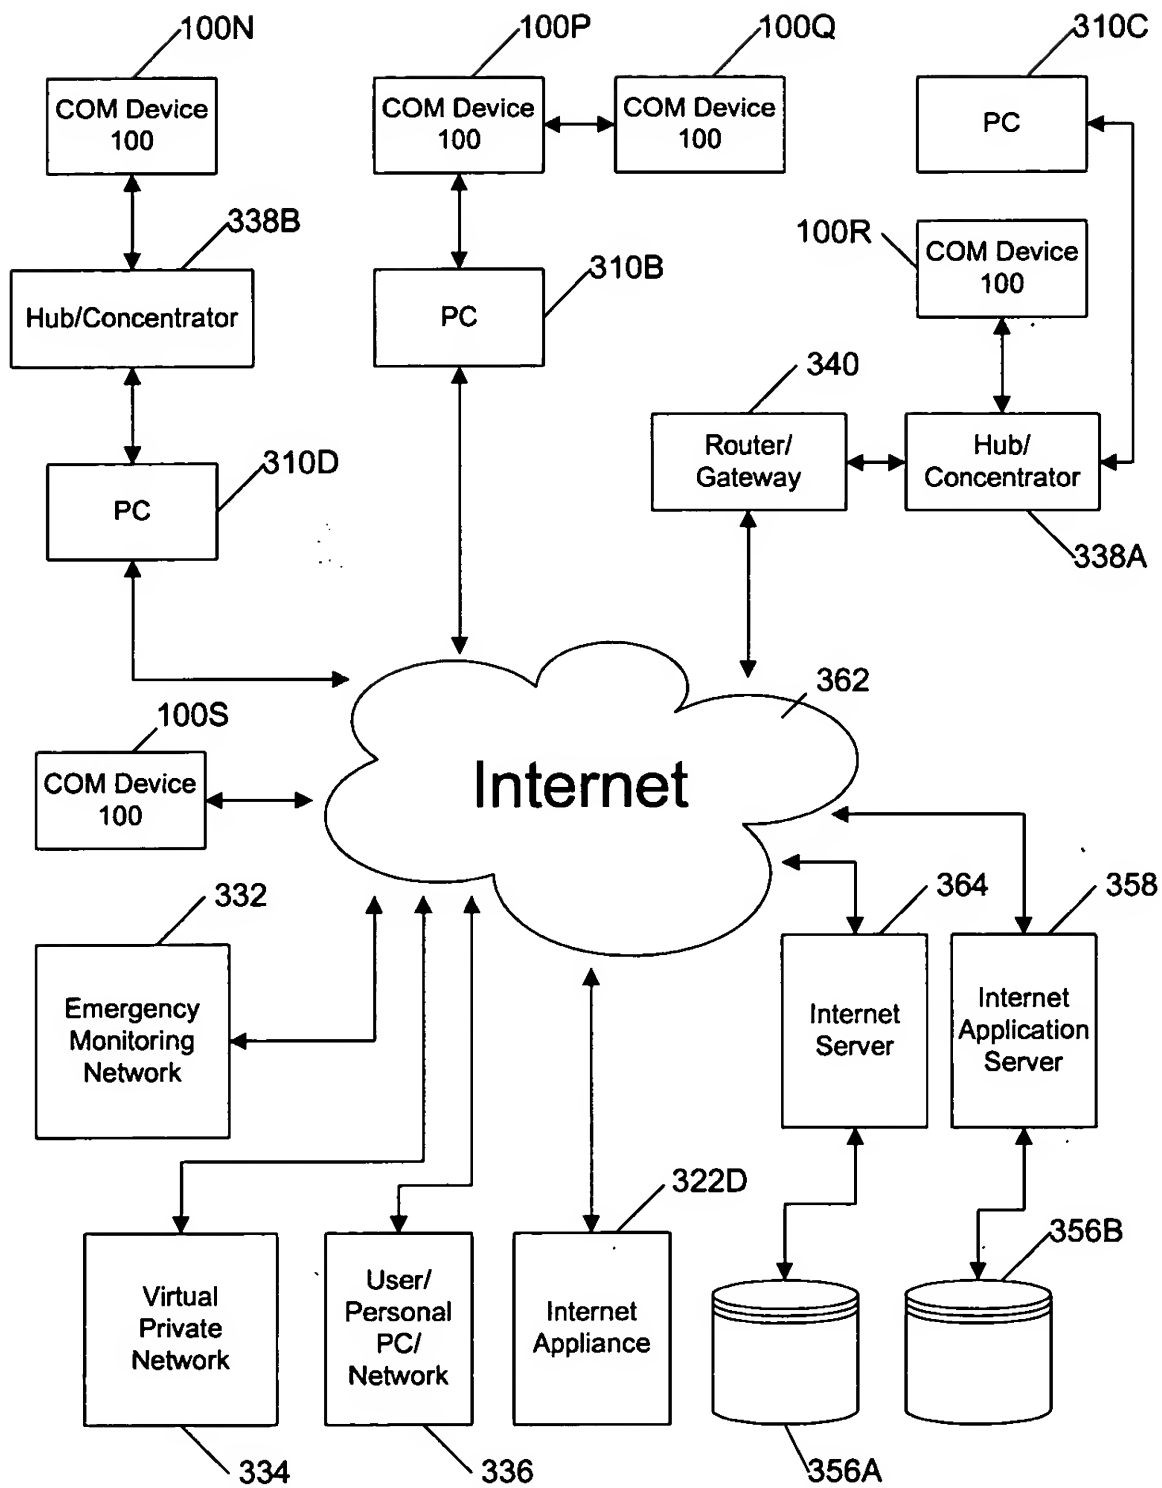 100N
100P
100Q
310C
COM Device
100
COM Device
100
COM Device
100
PC
338B
100R
COM Device
100
310B
Hub/Concentrator
PC
340
310D
Router/
Gateway
Hub/
Concentrator
PC
338A
362
100S
Internet
COM Device
100
332
364
358
Emergency
Monitoring
Network
Internet
Server
Internet
Application
Server
322D
356B
Virtual
Private
Network
User/
Personal
PC/
Network
Internet
Appliance
334
336
356A